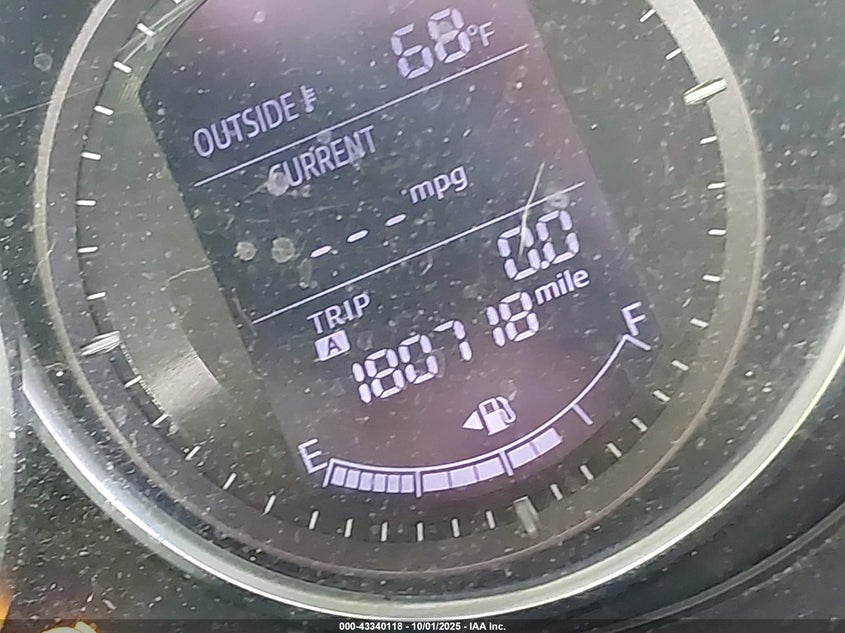 68°F
OUTSIDE
CURRENT
- - - mpg
0.0
TRIP
A
180718 mile
F
E
000-43340118 - 10/01/2025 - IAA Inc.